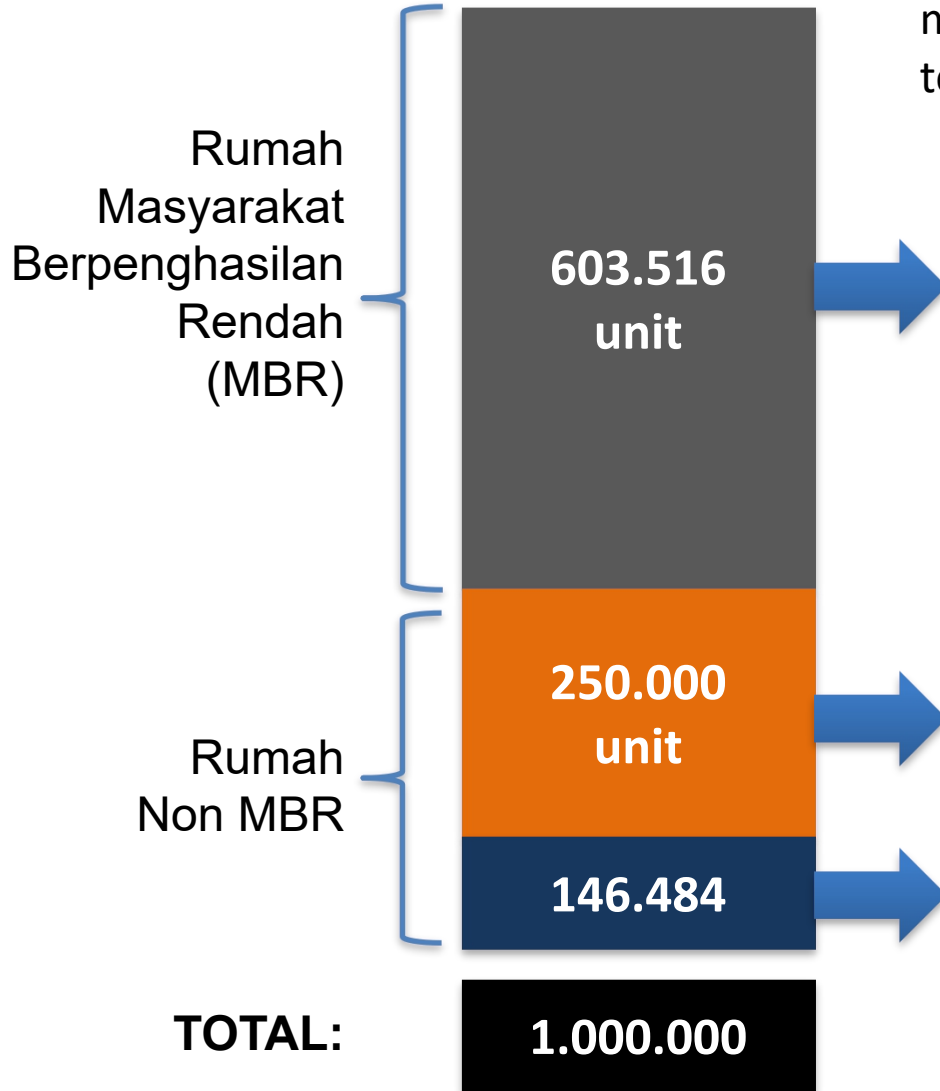 Rumah
Masyarakat
Berpenghasilan
Rendah
(MBR)
603.516
unit
250.000
unit
Rumah
Non MBR
146.484
TOTAL:
1.000.000